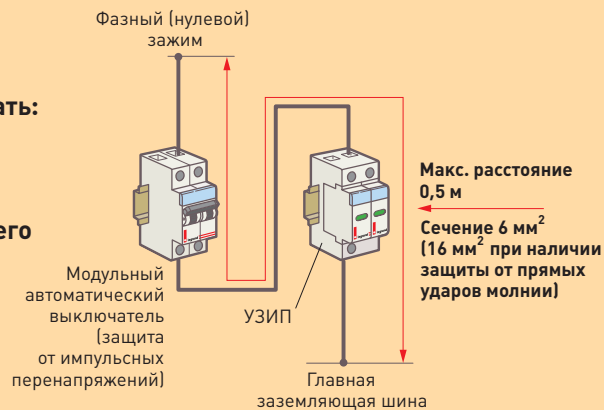 Фазный (нулевой)
зажим
ать:
его
Макс. расстояние
0,5 м
Сечение 6 мм²
(16 мм² при наличии
защиты от прямых
ударов молнии)
Модульный
автоматический
выключатель
(защита
от импульсных
перенапряжений)
УЗИП
Главная
заземляющая шина